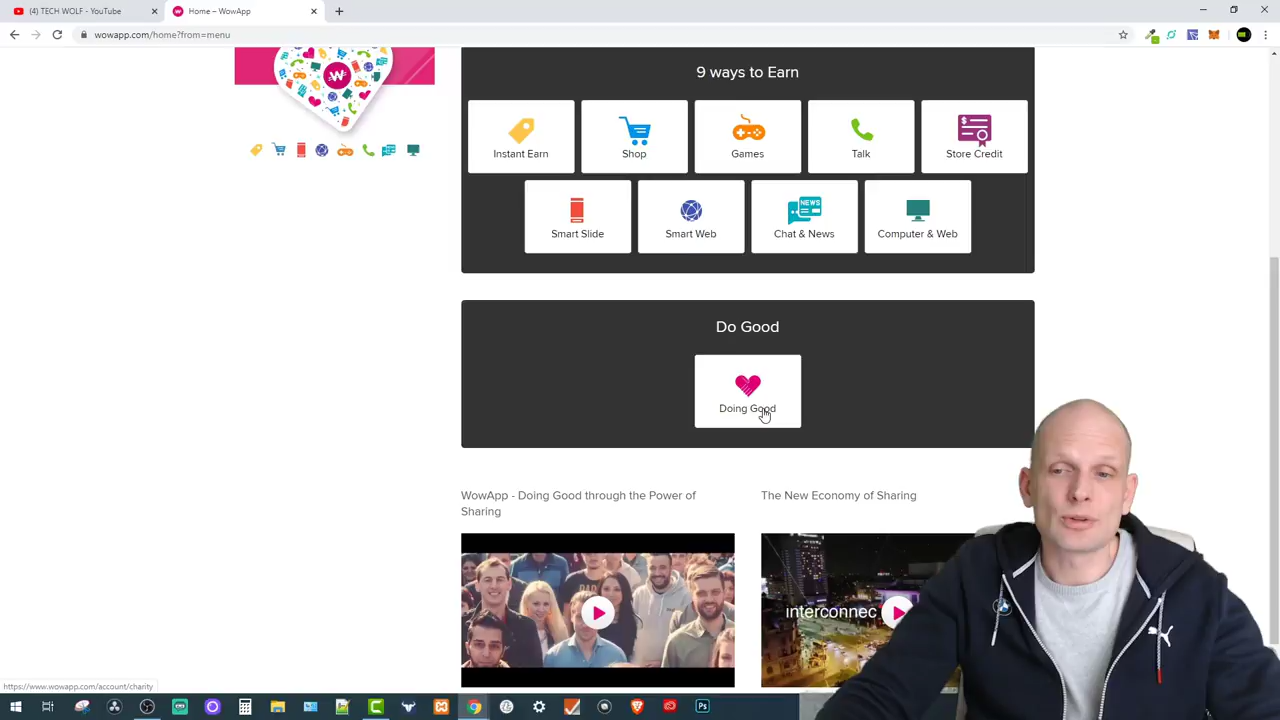 (4) TECH WOLF - YouTube
Home – WowApp
wowapp.com/home?from=menu
9 ways to Earn
Instant Earn
Shop
Games
Talk
Store Credit
NEWS
Smart Slide
Smart Web
Chat & News
Computer & Web
Do Good
Doing Good
WowApp - Doing Good through the Power of
Sharing
The New Economy of Sharing
interconnec
https://www.wowapp.com/account/charity
Ps